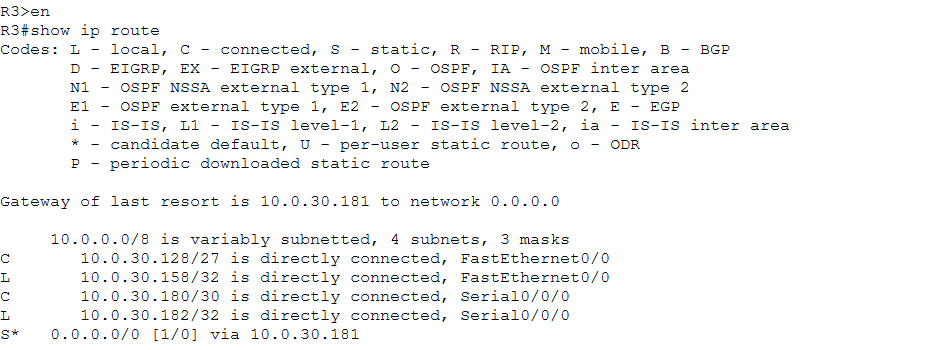 R3>en
R3#show ip route
Codes: L - local, C - connected, S - static, R - RIP, M - mobile, B - BGP
       D - EIGRP, EX - EIGRP external, O - OSPF, IA - OSPF inter area
       N1 - OSPF NSSA external type 1, N2 - OSPF NSSA external type 2
       E1 - OSPF external type 1, E2 - OSPF external type 2, E - EGP
       i - IS-IS, L1 - IS-IS level-1, L2 - IS-IS level-2, ia - IS-IS inter area
       * - candidate default, U - per-user static route, o - ODR
       P - periodic downloaded static route

Gateway of last resort is 10.0.30.181 to network 0.0.0.0

     10.0.0.0/8 is variably subnetted, 4 subnets, 3 masks
C       10.0.30.128/27 is directly connected, FastEthernet0/0
L       10.0.30.158/32 is directly connected, FastEthernet0/0
C       10.0.30.180/30 is directly connected, Serial0/0/0
L       10.0.30.182/32 is directly connected, Serial0/0/0
S*   0.0.0.0/0 [1/0] via 10.0.30.181